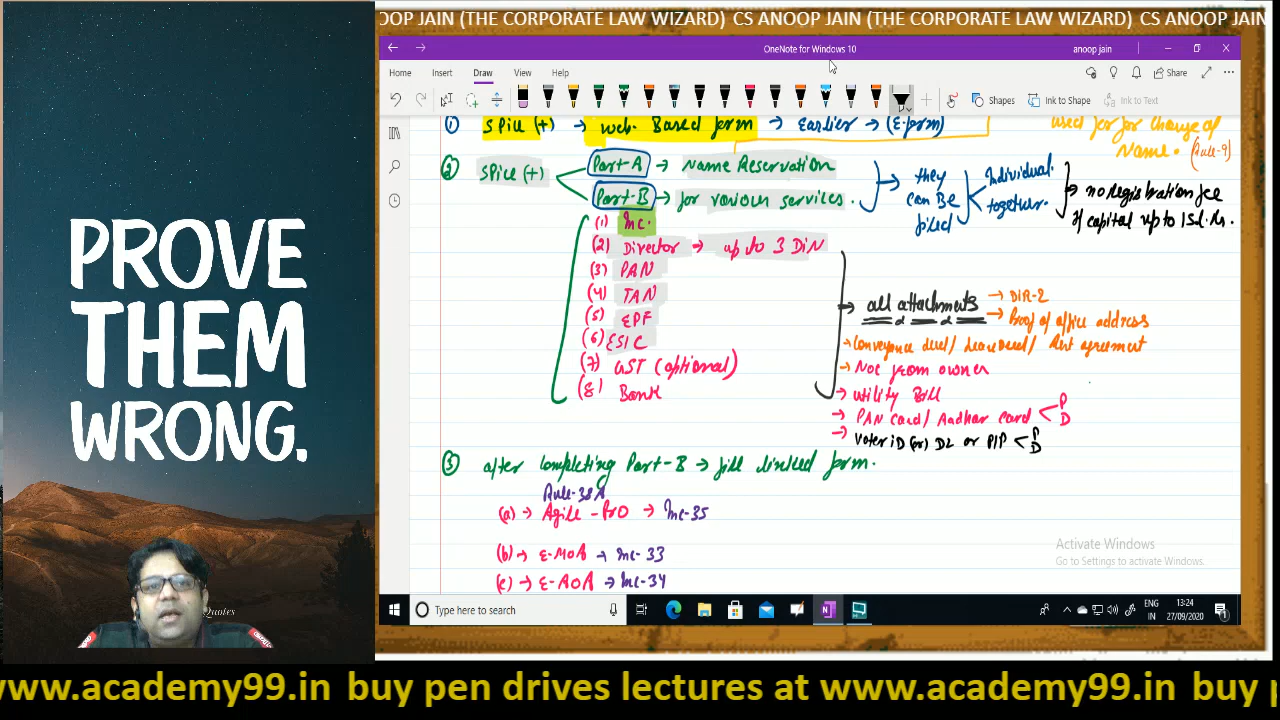 OOP JAIN (THE CORPORATE LAW WIZARD) CS ANOOP JAIN (THE CORPORATE LAW WIZARD) CS ANOOP JAIN
OneNote for Windows 10
anoop jain
Home Insert Draw View Help
Share
Shapes Ink to Shape Ink to Text
① SPICe (+) → web-Based form → Earlier → (E-form)
used for for change of
Name. (Rule-9)
② SPICe (+)
Part-A → Name Reservation
Part-B → for various services.
they
can be
filed
Individual.
together.
→ no Registration fee
if capital up to 15L Rs.
(1) Inc.
(2) Director → up to 3 DIN
(3) PAN
(4) TAN
(5) EPF
(6) ESIC
(7) GST (optional)
(8) Bank
→ all attachments → DIR-2
→ Proof of office address
→ Conveyance deed/ Lease deed/ Rent agreement
→ Noc from owner
→ utility Bill
→ PAN card/ Aadhar card < P
D
→ Voter iD (or) DL or P/P < P
D
③ after completing Part-B → fill linked form.
Rule-38A
(a) → Agile-PrO → Inc-35
(b) → E-MOA → Inc-33
(c) → E-AOA → Inc-34
Activate Windows
Go to Settings to activate Windows.
PROVE
THEM
WRONG.
Quotes
Type here to search
ENG
IN
13:24
27/09/2020
www.academy99.in buy pen drives lectures at www.academy99.in buy p